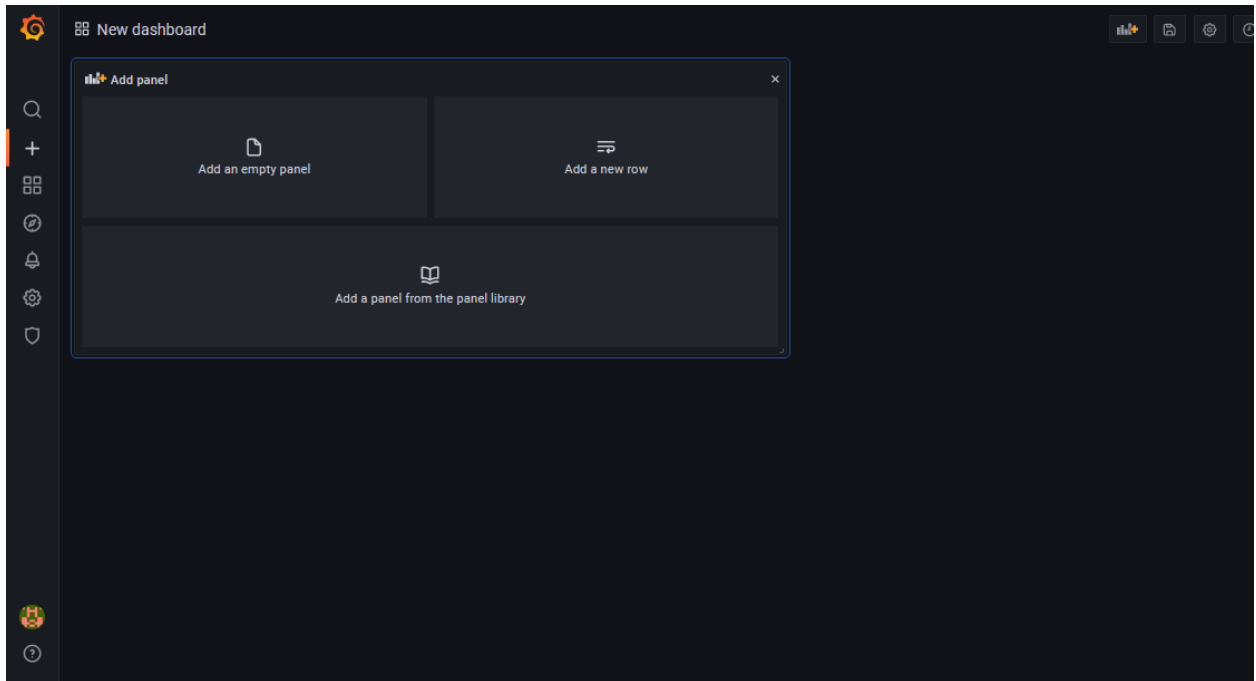 New dashboard
Add panel
Add an empty panel
Add a new row
Add a panel from the panel library